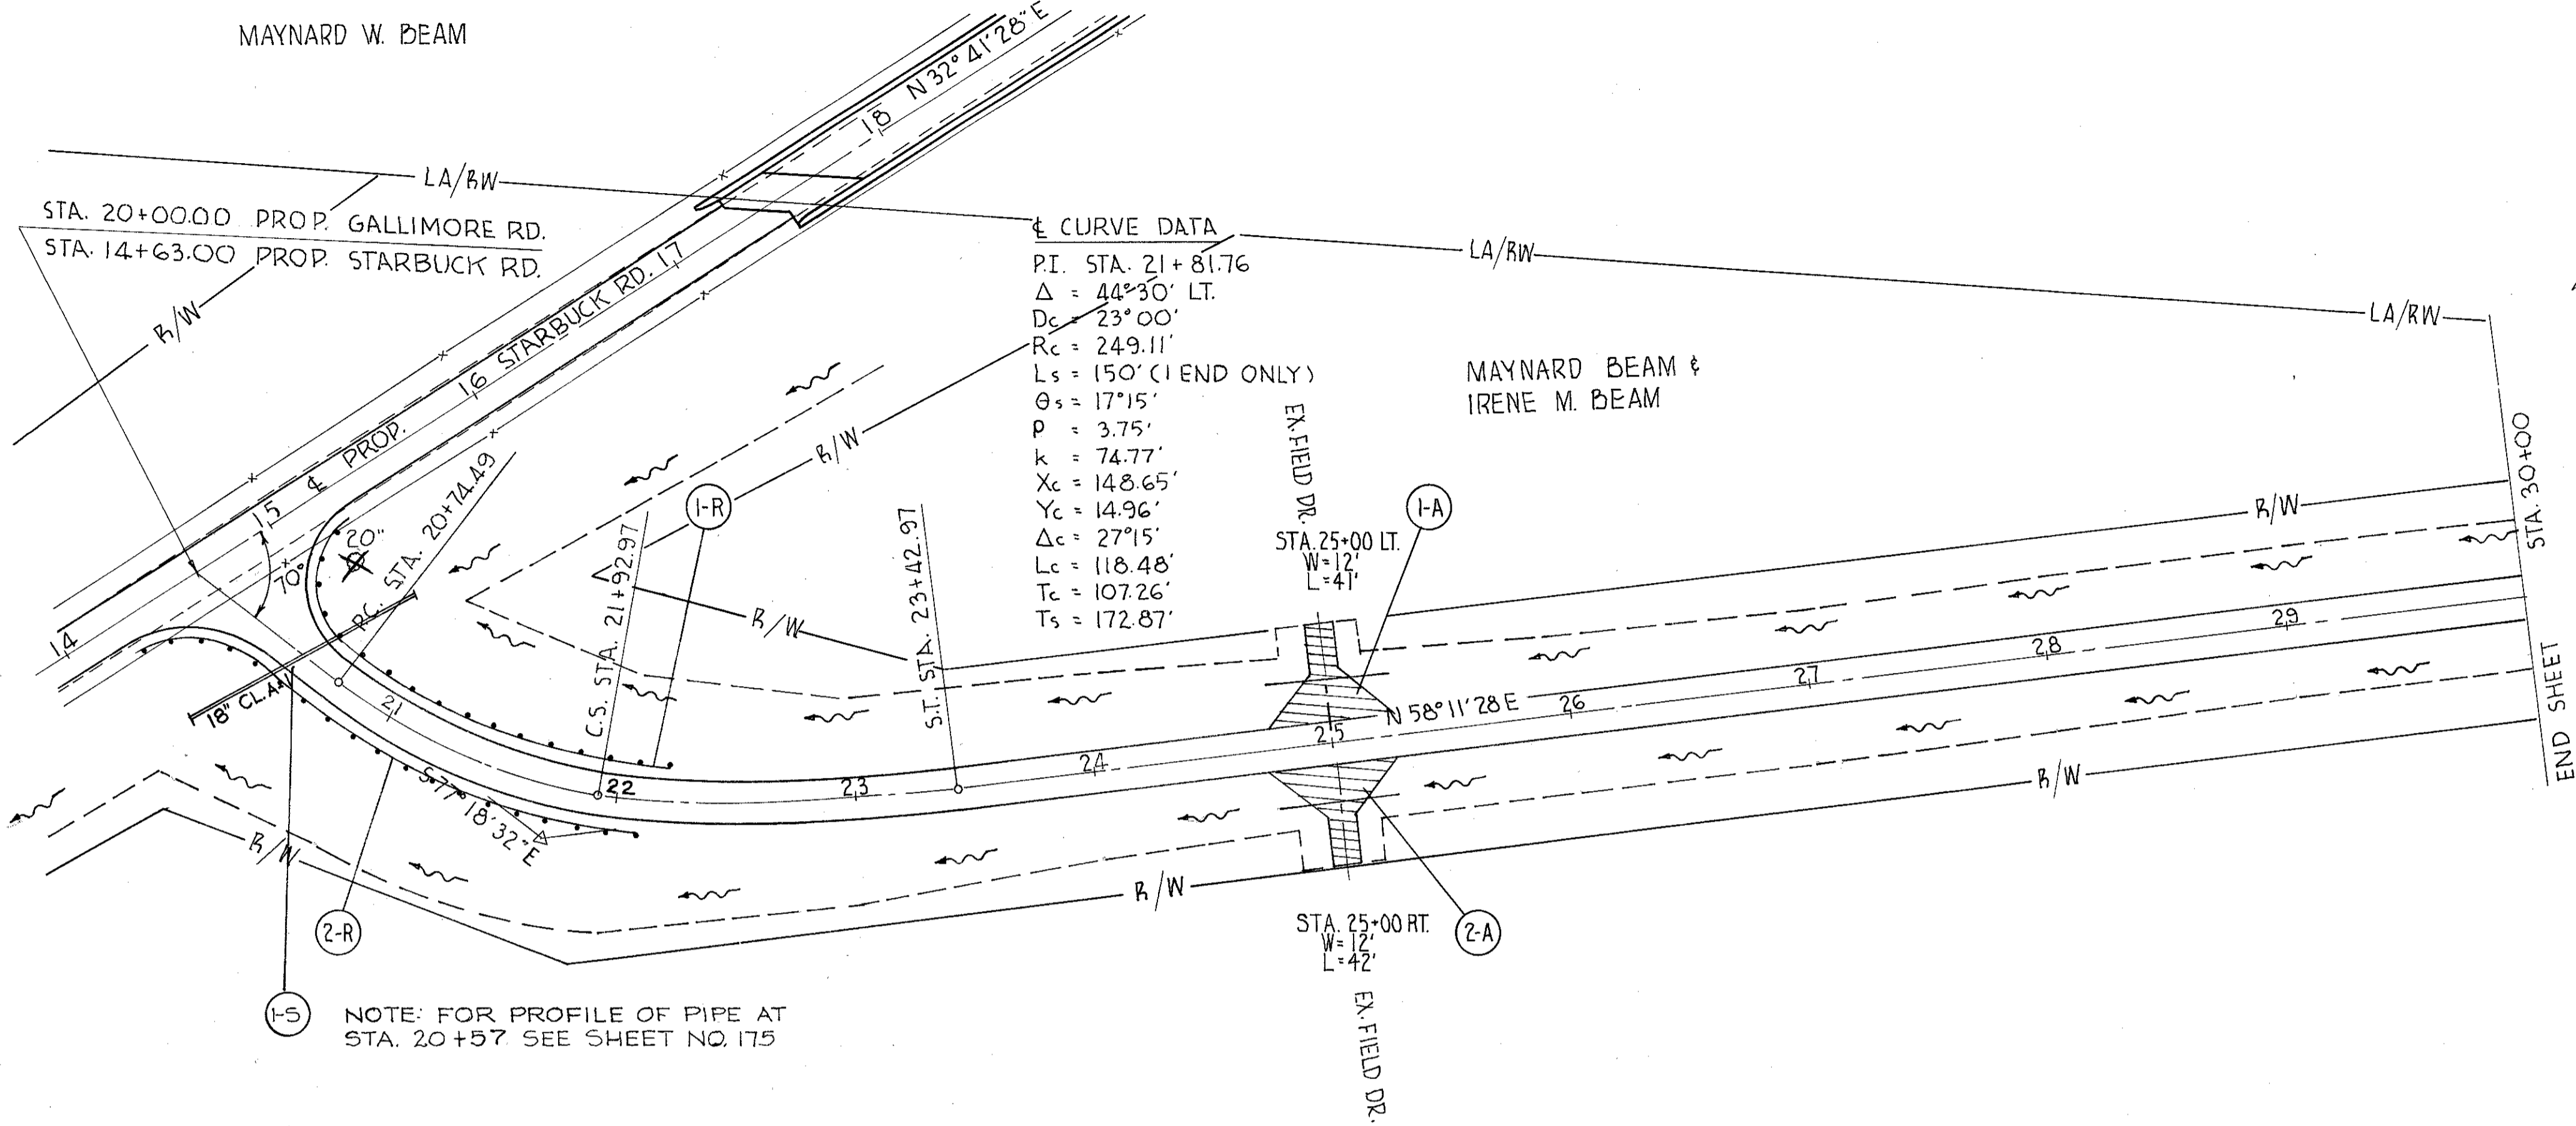 MAYNARD W. BEAM
N 32° 41' 28" E
18
LA/RW
STA. 20+00.00 PROP. GALLIMORE RD.
STA. 14+63.00 PROP. STARBUCK RD.
R/W
℄ PROP. STARBUCK RD.
14
15
16
17
℄ CURVE DATA
P.I. STA. 21+81.76
Δ = 44°30' LT.
Dc = 23°00'
Rc = 249.11'
Ls = 150' (1 END ONLY)
θs = 17°15'
P = 3.75'
k = 74.77'
Xc = 148.65'
Yc = 14.96'
Δc = 27°15'
Lc = 118.48'
Tc = 107.26'
Ts = 172.87'
LA/RW
LA/RW
MAYNARD BEAM &
IRENE M. BEAM
STA. 30+00
END SHEET
R/W
R/W
R/W
20"
70°
P.C. STA. 20+74.49
1-R
C.S. STA. 21+92.97
S.T. STA. 23+42.97
EX. FIELD DR.
STA. 25+00 LT.
W=12'
L=41'
1-A
18" CL.AA
21
22
23
24
25
26
27
28
29
N 58°11'28 E
S 77° 18' 32" E
R/W
R/W
R/W
2-R
STA. 25+00 RT.
W=12'
L=42'
2-A
EX. FIELD DR.
1-S
NOTE: FOR PROFILE OF PIPE AT
STA. 20+57 SEE SHEET NO. 175